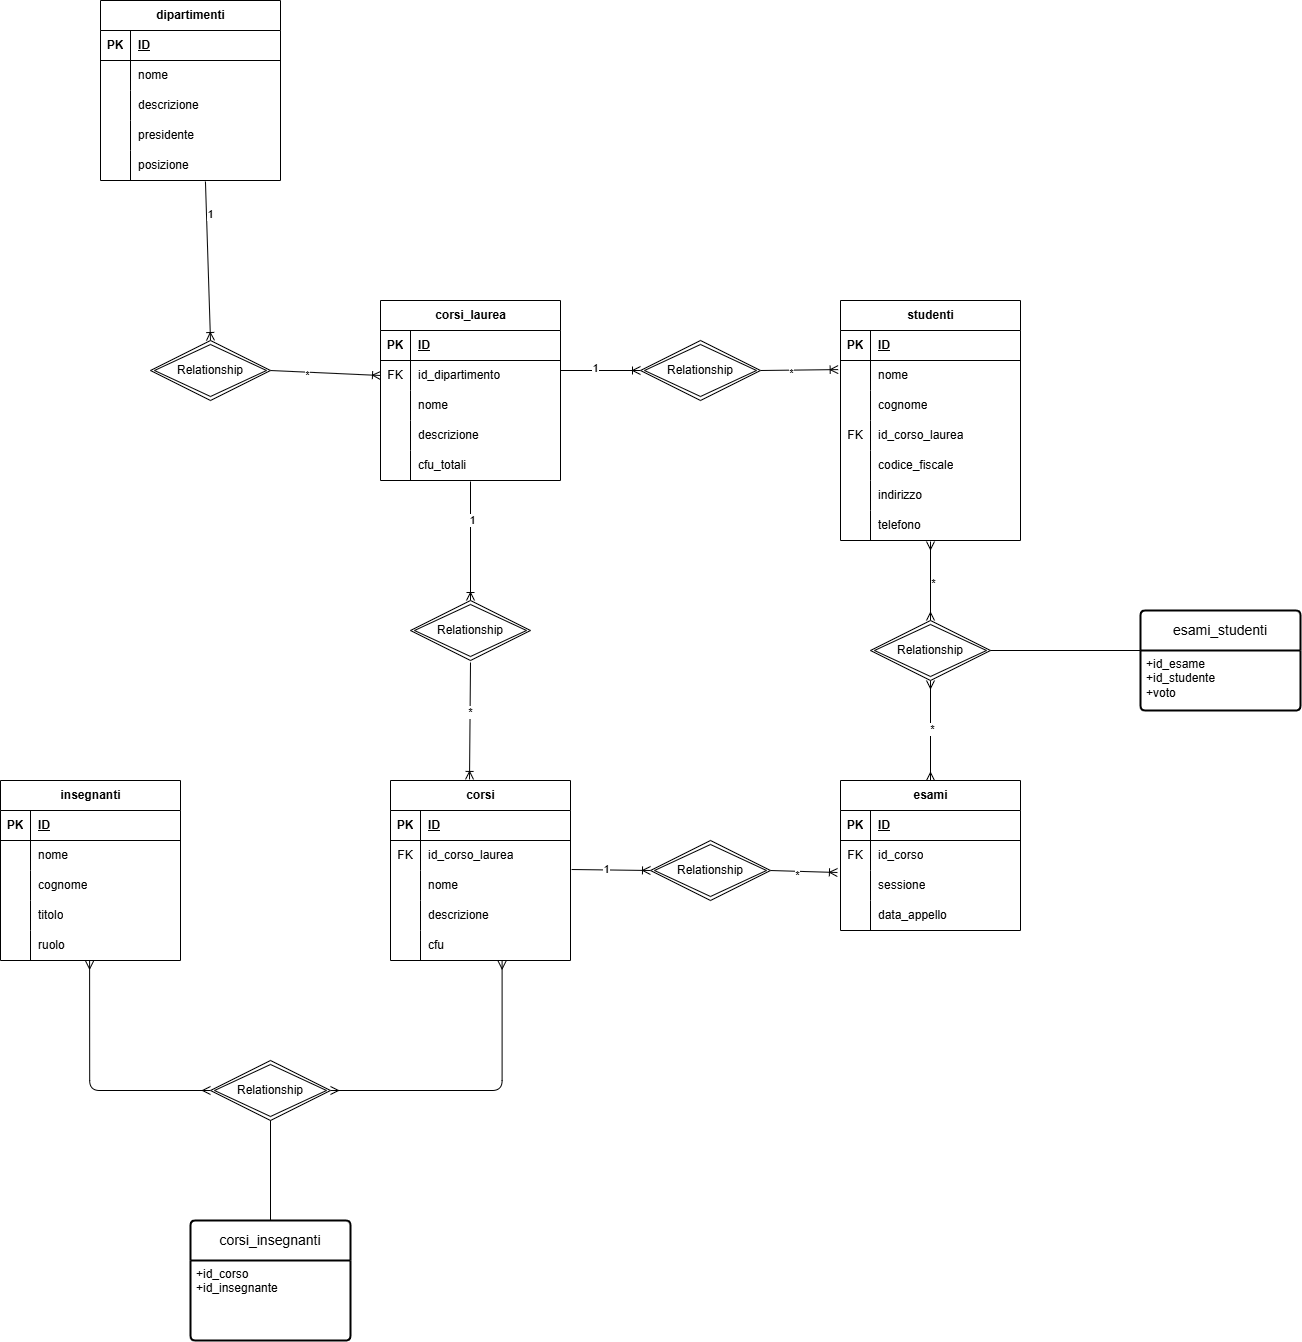 dipartimenti
PK ID
nome
descrizione
presidente
posizione
1
Relationship
*
corsi_laurea
PK ID
FK id_dipartimento
nome
descrizione
cfu_totali
1
Relationship
*
studenti
PK ID
nome
cognome
FK id_corso_laurea
codice_fiscale
indirizzo
telefono
1
Relationship
*
*
Relationship
*
esami_studenti
+id_esame
+id_studente
+voto
insegnanti
PK ID
nome
cognome
titolo
ruolo
corsi
PK ID
FK id_corso_laurea
nome
descrizione
cfu
1
Relationship
*
esami
PK ID
FK id_corso
sessione
data_appello
Relationship
corsi_insegnanti
+id_corso
+id_insegnante